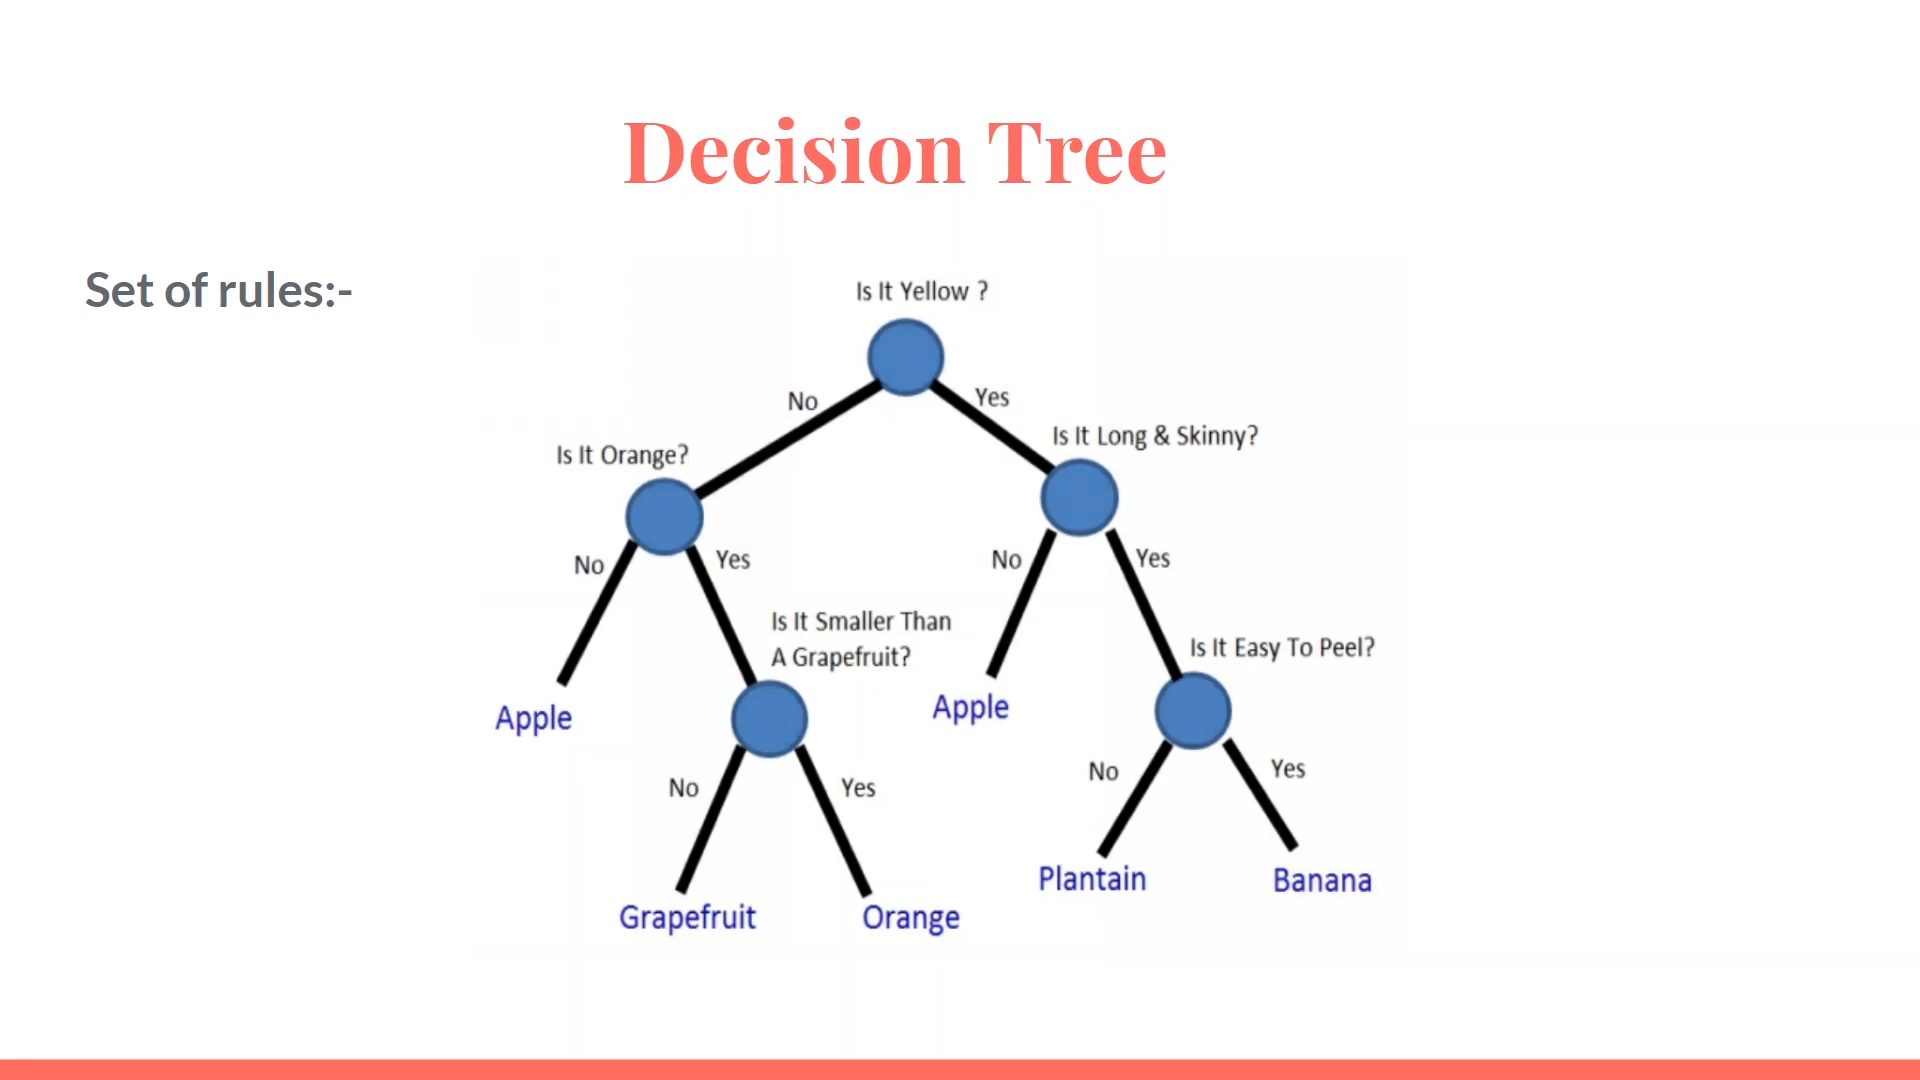 Decision Tree
Set of rules:-
Is It Yellow ?
No
Yes
Is It Long & Skinny?
Is It Orange?
No
Yes
No
Yes
Is It Smaller Than
A Grapefruit?
Is It Easy To Peel?
Apple
Apple
No
Yes
No
Yes
Plantain
Banana
Grapefruit
Orange